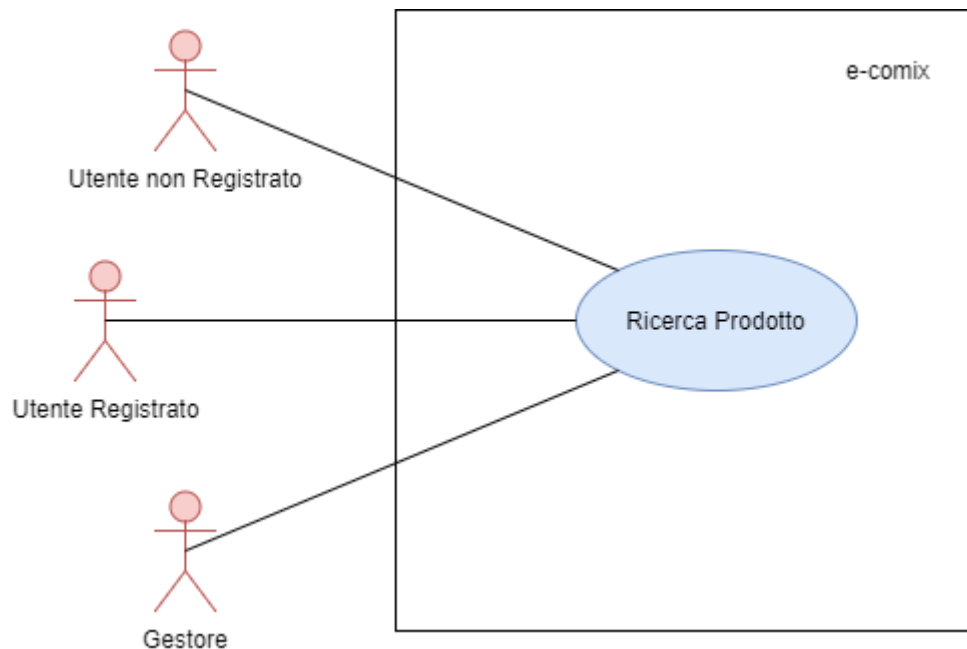 e-comix
Utente non Registrato
Ricerca Prodotto
Utente Registrato
Gestore